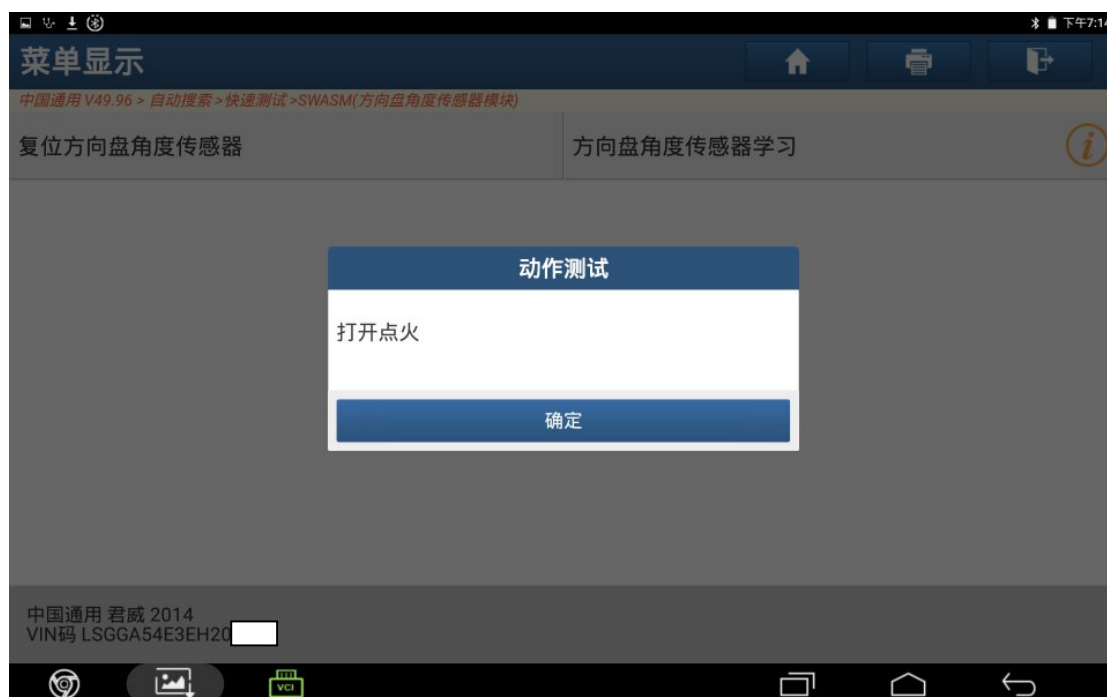 下午7:14
菜单显示
中国通用 V49.96 > 自动搜索 > 快速测试 >SWASM(方向盘角度传感器模块)
复位方向盘角度传感器
方向盘角度传感器学习
i
动作测试
打开点火
确定
中国通用 君威 2014
VIN码 LSGGA54E3EH20
VCI